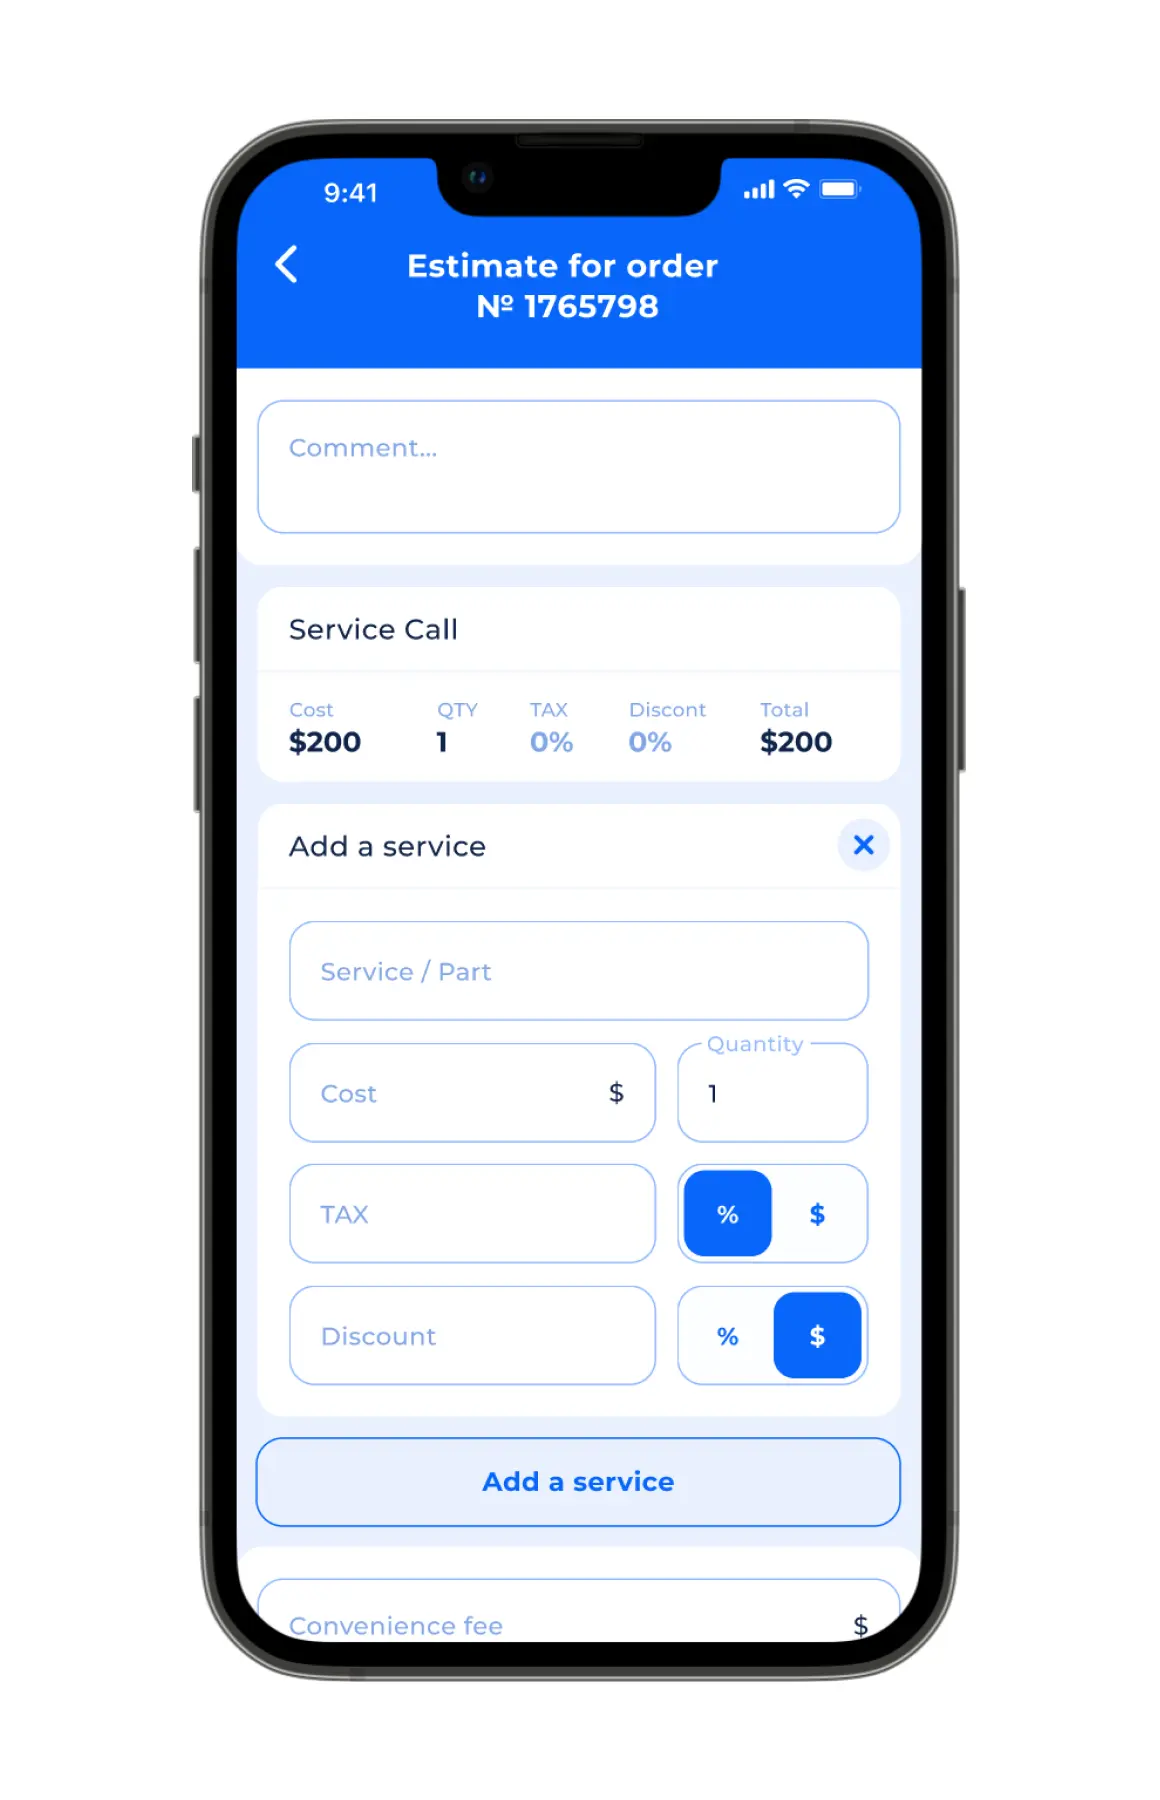 9:41
Estimate for order
№ 1765798
Comment...
Service Call
Cost QTY TAX Discont Total
$200 1 0% 0% $200
Add a service
Service / Part
Quantity
Cost $ 1
TAX % $
Discount % $
Add a service
Convenience fee $